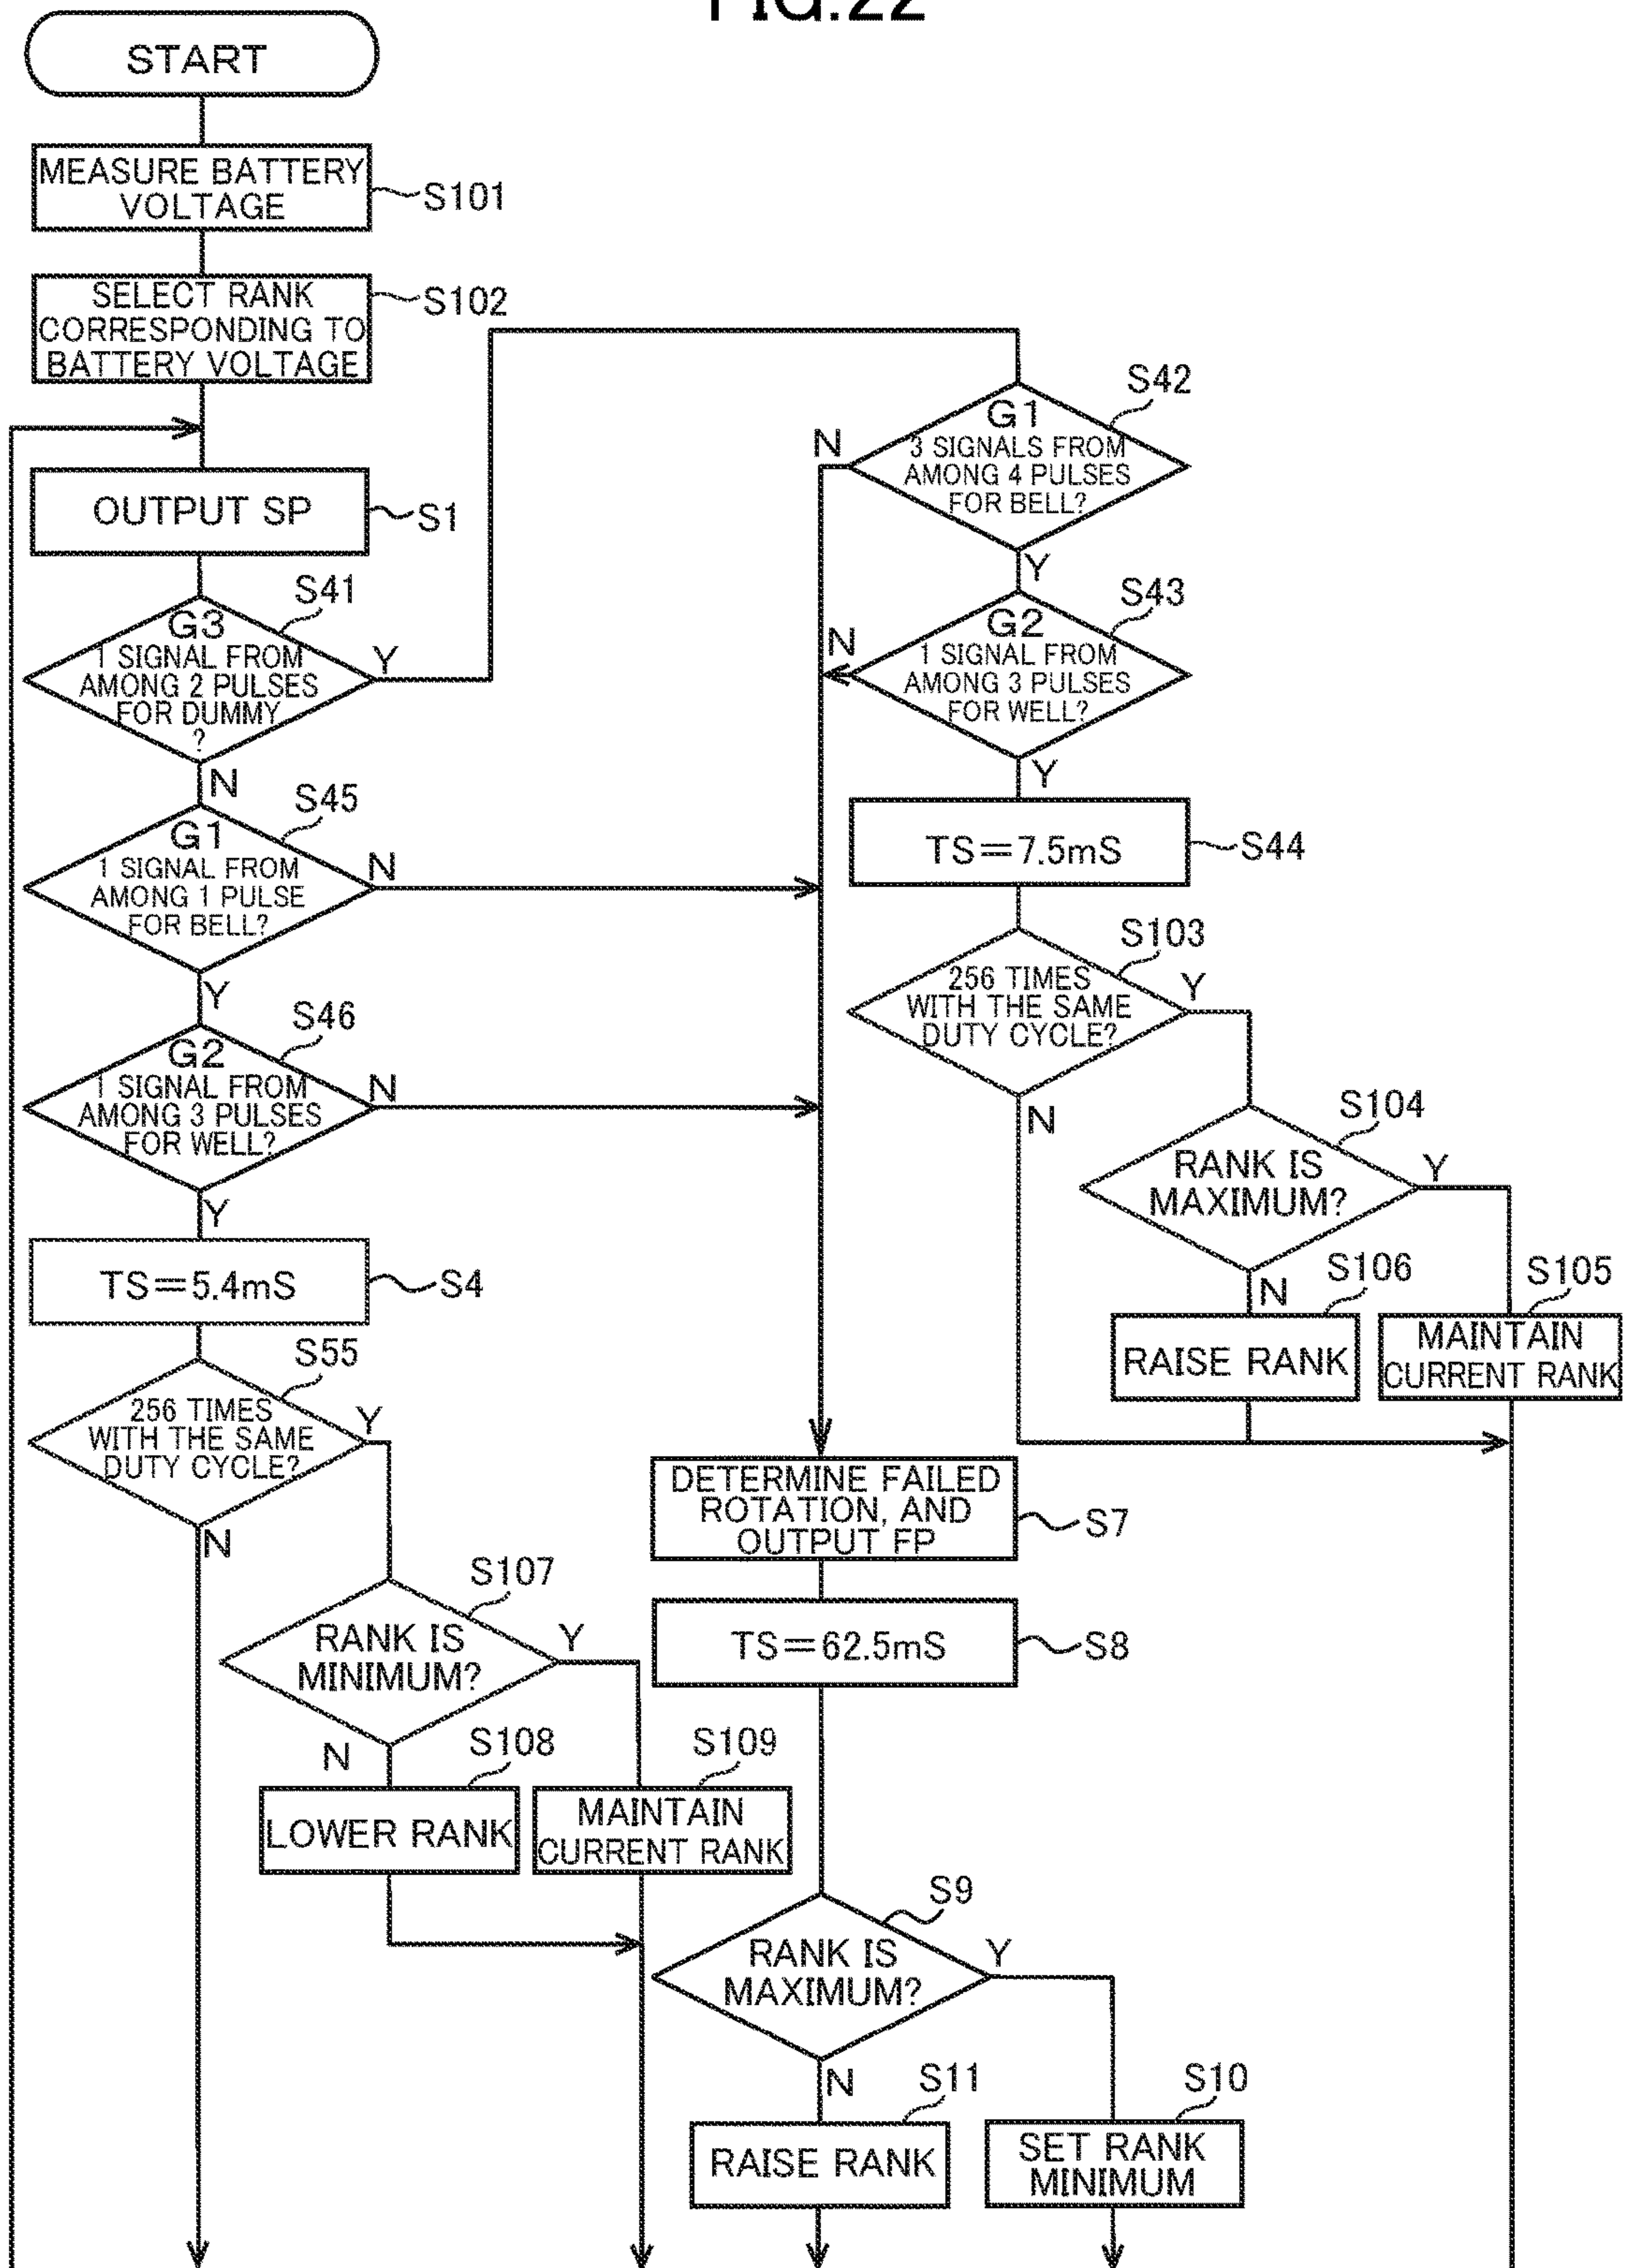 FIG.22
START
MEASURE BATTERY
VOLTAGE
S101
SELECT RANK
CORRESPONDING TO
BATTERY VOLTAGE
S102
OUTPUT SP
S1
S41
G3
1 SIGNAL FROM
AMONG 2 PULSES
FOR DUMMY
?
Y
N
S45
G1
1 SIGNAL FROM
AMONG 1 PULSE
FOR BELL?
N
Y
S46
G2
1 SIGNAL FROM
AMONG 3 PULSES
FOR WELL?
N
Y
TS=5.4mS
S4
S55
256 TIMES
WITH THE SAME
DUTY CYCLE?
Y
N
S107
RANK IS
MINIMUM?
Y
N
S108
LOWER RANK
S109
MAINTAIN
CURRENT RANK
S42
G1
3 SIGNALS FROM
AMONG 4 PULSES
FOR BELL?
N
Y
S43
G2
1 SIGNAL FROM
AMONG 3 PULSES
FOR WELL?
N
Y
TS=7.5mS
S44
S103
256 TIMES
WITH THE SAME
DUTY CYCLE?
Y
N
S104
RANK IS
MAXIMUM?
Y
N
S106
RAISE RANK
S105
MAINTAIN
CURRENT RANK
DETERMINE FAILED
ROTATION, AND
OUTPUT FP
S7
TS=62.5mS
S8
S9
RANK IS
MAXIMUM?
Y
N
S11
RAISE RANK
S10
SET RANK
MINIMUM